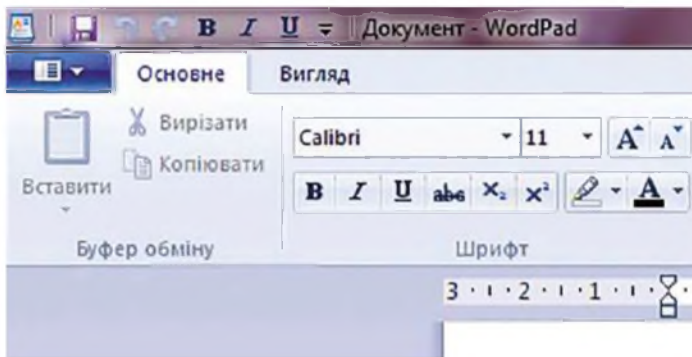 Документ - WordPad
Основне Вигляд
Вставити
Вирізати
Копіювати
Буфер обміну
Calibri 11 A A
B I U abc X₂ X² A
Шрифт
3 · 2 · 1